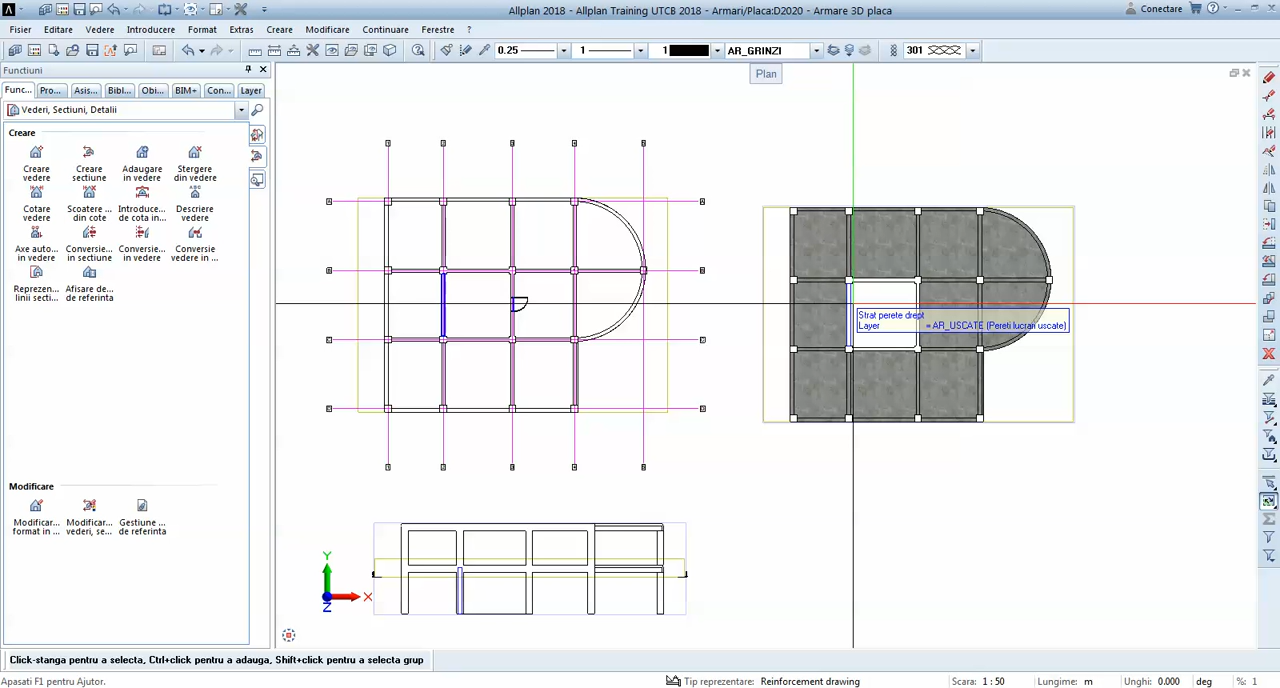 Allplan 2018 - Allplan Training UTCB 2018 - Armari/Placa:D2020 - Armare 3D placa
Conectare
Fisier Editare Vedere Introducere Format Extras Creare Modificare Continuare Ferestre ?
0.25 1 1 AR_GRINZI 301
Functiuni
Func... Pro... Asis... Bibl... Obi... BIM+ Con... Layer
Vederi, Sectiuni, Detalii
Plan
Creare
Creare vedere
Creare sectiune
Adaugare in vedere
Stergere din vedere
Cotare vedere
Scoatere ... din cote
Introduce... de cota in...
Descriere vedere
Axe auto... in vedere
Conversie... in sectiune
Conversie... in vedere
Conversie vedere in ...
Reprezen... linii secti...
Afisare de... de referinta
Strat perete drept
Layer = AR_USCATE (Pereti lucrari uscate)
Modificare
Modificar... format in ...
Modificar... vederi, se...
Gestiune ... de referinta
Y
X
Z
Click-stanga pentru a selecta, Ctrl+click pentru a adauga, Shift+click pentru a selecta grup
Apasati F1 pentru Ajutor.
Tip reprezentare: Reinforcement drawing Scara: 1 : 50 Lungime: m Unghi: 0.000 deg %: 1